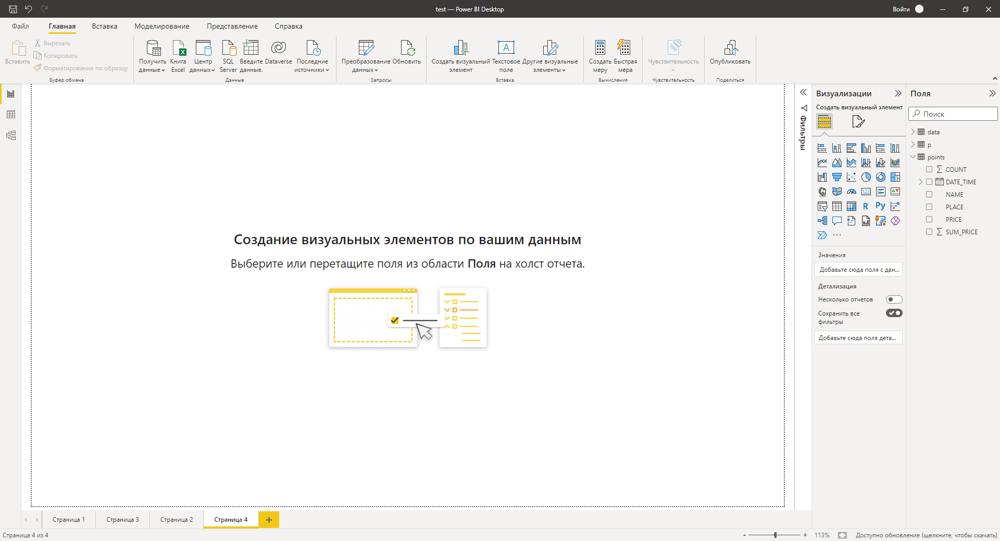 test — Power BI Desktop
Войти
Файл
Главная
Вставка
Моделирование
Представление
Справка
Вставить
Вырезать
Копировать
Форматирование по образцу
Буфер обмена
Получить
данные
Книга
Excel
Центр
данных
SQL
Server
Введите
данные.
Dataverse
Последние
источники
Данные
Преобразование
данных
Обновить
Запросы
Создать визуальный
элемент
Текстовое
поле
Другие визуальные
элементы
Вставка
Создать
меру
Быстрая
мера
Вычисления
Чувствительность
Чувствительность
Опубликовать
Поделиться
Создание визуальных элементов по вашим данным
Выберите или перетащите поля из области Поля на холст отчета.
Фильтры
Визуализации
Создать визуальный элемент
123
R
Py
Значения
Добавьте сюда поля с дан...
Детализация
Несколько отчетов
Сохранить все
фильтры
Добавьте сюда поля дета...
Поля
Поиск
data
p
points
COUNT
DATE_TIME
NAME
PLACE
PRICE
SUM_PRICE
Страница 1
Страница 3
Страница 2
Страница 4
Страница 4 из 4
113%
Доступно обновление (щелкните, чтобы скачать)